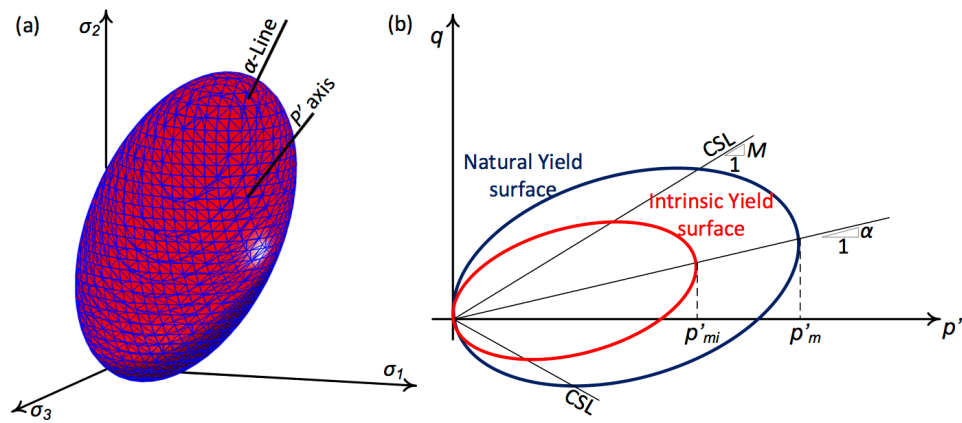 (a)
σ2
α-Line
P' axis
σ1
σ3
(b)
q
CSL
M
1
Natural Yield
surface
Intrinsic Yield
surface
α
1
p'mi
p'm
p'
CSL